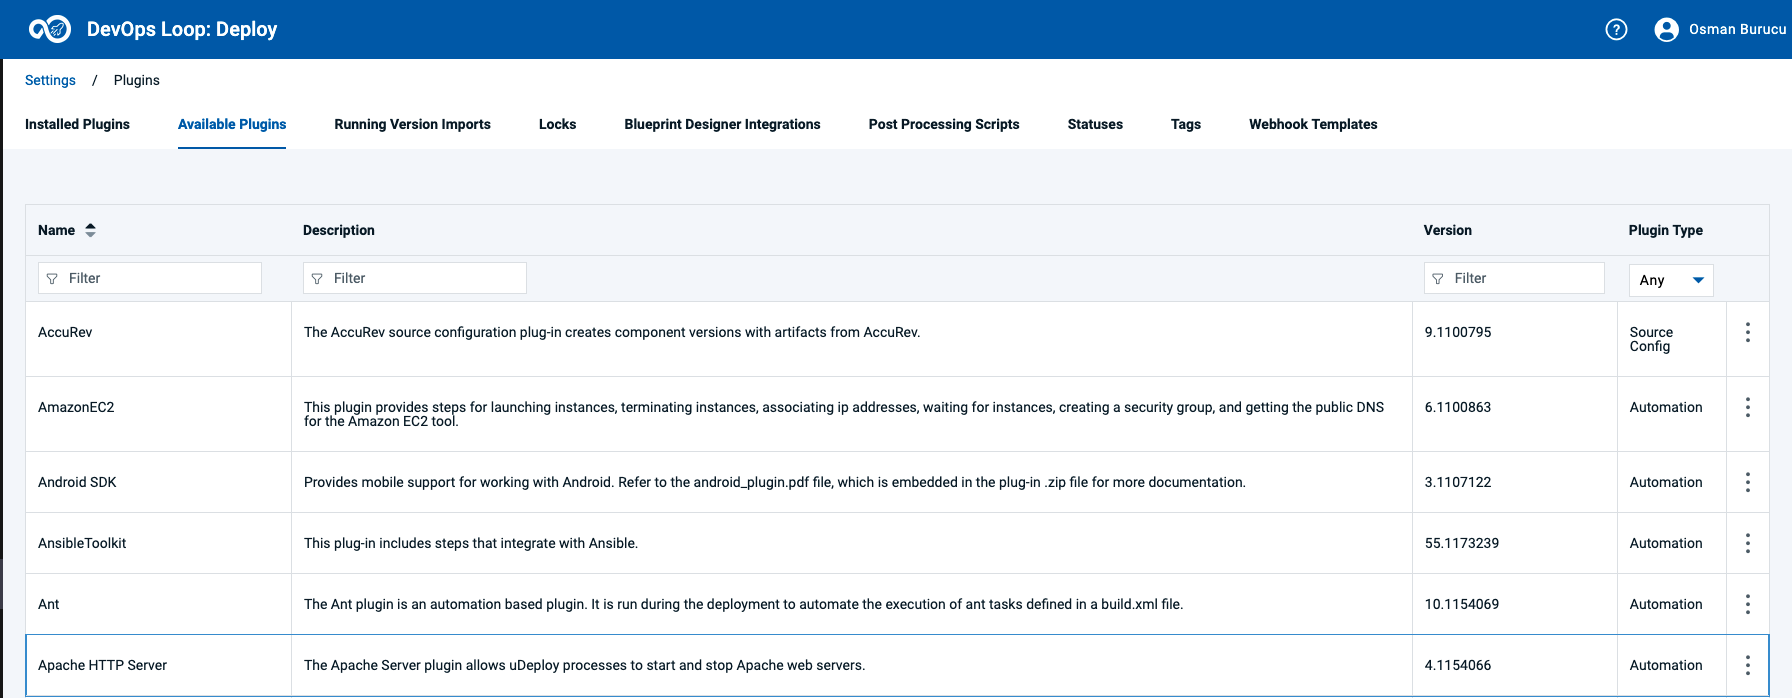 DevOps Loop: Deploy
? Osman Burucu
Settings / Plugins
Installed Plugins Available Plugins Running Version Imports Locks Blueprint Designer Integrations Post Processing Scripts Statuses Tags Webhook Templates
Name Description Version Plugin Type
Filter Filter Filter Any
AccuRev The AccuRev source configuration plug-in creates component versions with artifacts from AccuRev. 9.1100795 Source
Config
AmazonEC2 This plugin provides steps for launching instances, terminating instances, associating ip addresses, waiting for instances, creating a security group, and getting the public DNS 6.1100863 Automation
for the Amazon EC2 tool.
Android SDK Provides mobile support for working with Android. Refer to the android_plugin.pdf file, which is embedded in the plug-in .zip file for more documentation. 3.1107122 Automation
AnsibleToolkit This plug-in includes steps that integrate with Ansible. 55.1173239 Automation
Ant The Ant plugin is an automation based plugin. It is run during the deployment to automate the execution of ant tasks defined in a build.xml file. 10.1154069 Automation
Apache HTTP Server The Apache Server plugin allows uDeploy processes to start and stop Apache web servers. 4.1154066 Automation